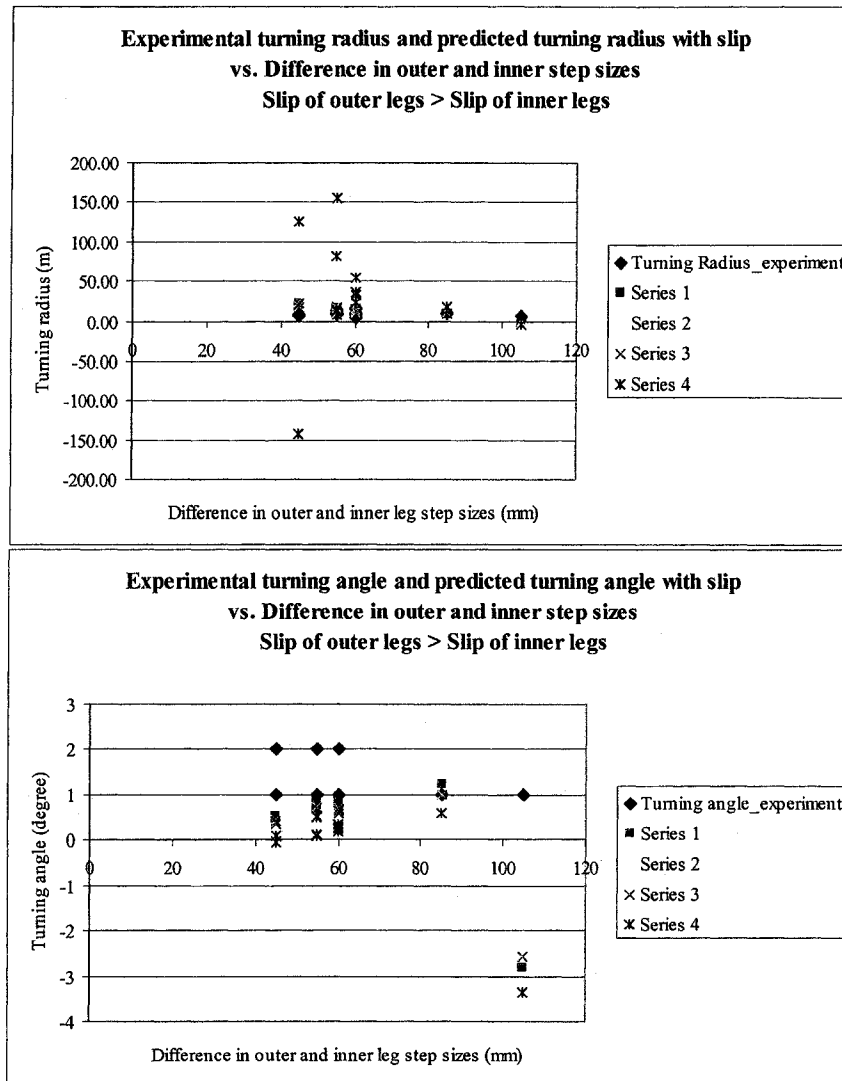 Experimental turning radius and predicted turning radius with slip
vs. Difference in outer and inner step sizes
Slip of outer legs > Slip of inner legs
Turning radius (m)
200.00
150.00
100.00
50.00
0.00
-50.00
-100.00
-150.00
-200.00
0 20 40 60 80 100 120
Difference in outer and inner leg step sizes (mm)
Turning Radius_experiment
Series 1
Series 2
Series 3
Series 4
Experimental turning angle and predicted turning angle with slip
vs. Difference in outer and inner step sizes
Slip of outer legs > Slip of inner legs
Turning angle (degree)
3
2
1
0
-1
-2
-3
-4
0 20 40 60 80 100 120
Difference in outer and inner leg step sizes (mm)
Turning angle_experiment
Series 1
Series 2
Series 3
Series 4